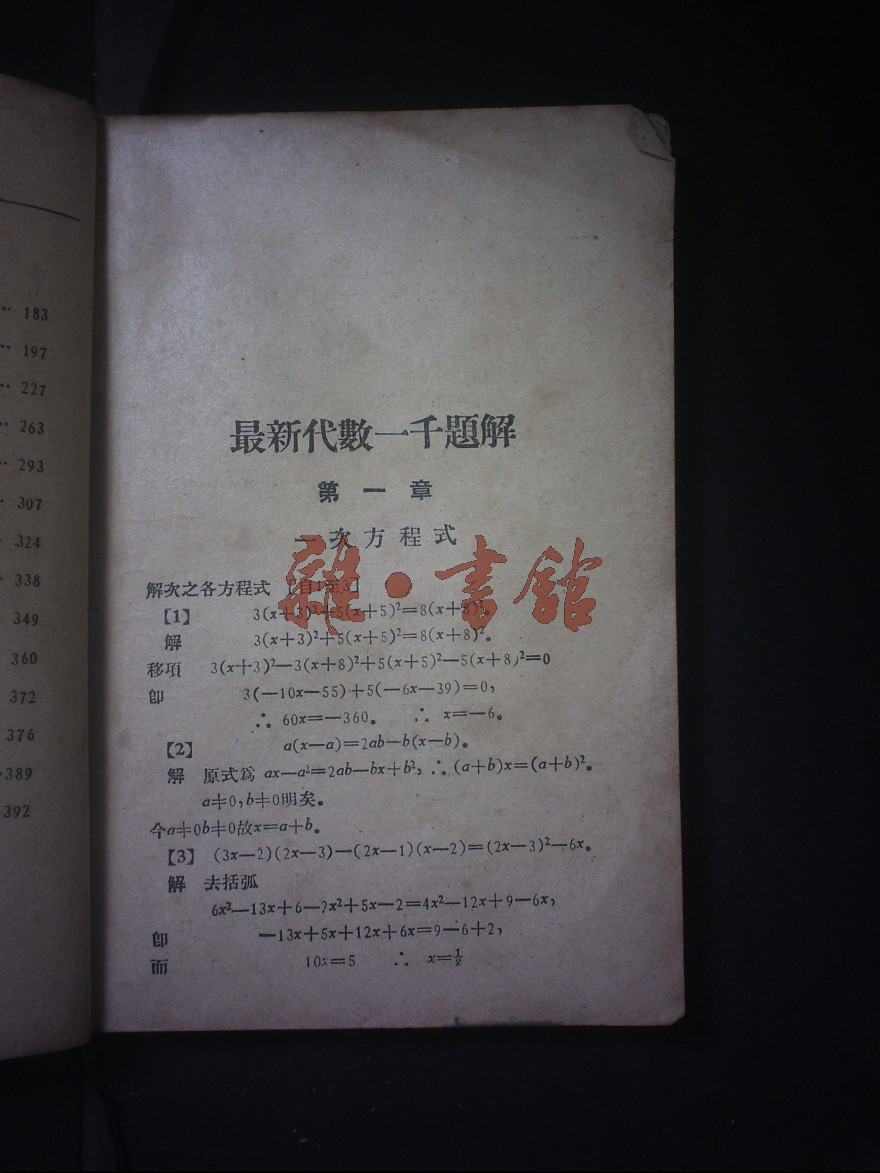 183
197
227
263
293
307
324
338
349
360
372
376
389
392
最新代數一千題解
第一章
一次方程式
解次之各方程式 [自1至3]
【1】 3(x+3)²+5(x+5)²=8(x+8)²。
解 3(x+3)²+5(x+5)²=8(x+8)²。
移項 3(x+3)²—3(x+8)²+5(x+5)²—5(x+8)²=0
卽 3(—10x—55)+5(—6x—39)=0,
∴ 60x=—360。 ∴ x=—6。
【2】 a(x—a)=2ab—b(x—b)。
解 原式爲 ax—a²=2ab—bx+b², ∴ (a+b)x=(a+b)²。
a≠0,b≠0明矣。
今a≠0b≠0故x=a+b。
【3】 (3x—2)(2x—3)—(2x—1)(x—2)=(2x—3)²—6x。
解 去括弧
6x²—13x+6—2x²+5x—2=4x²—12x+9—6x,
卽 —13x+5x+12x+6x=9—6+2,
而 10x=5 ∴ x=½
雜·書館